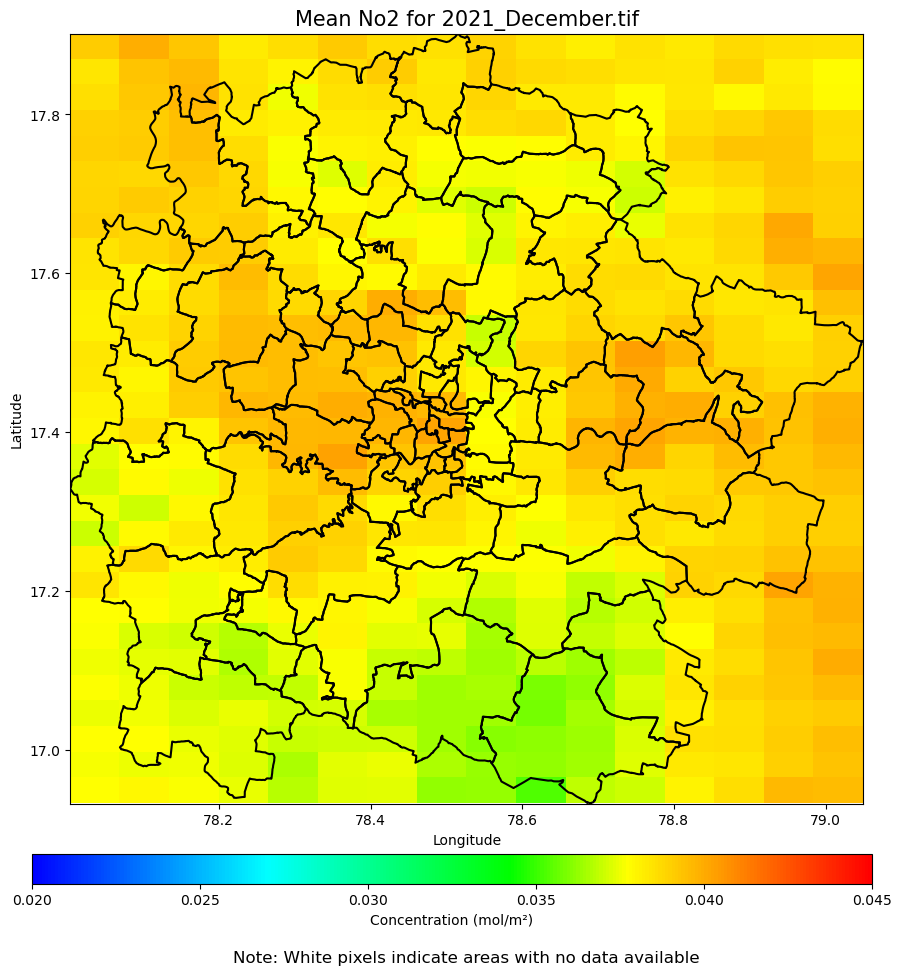 Mean No2 for 2021_December.tif
17.8
17.6
Latitude
17.4
17.2
17.0
78.2 78.4 78.6 78.8 79.0
Longitude
0.020 0.025 0.030 0.035 0.040 0.045
Concentration (mol/m²)
Note: White pixels indicate areas with no data available